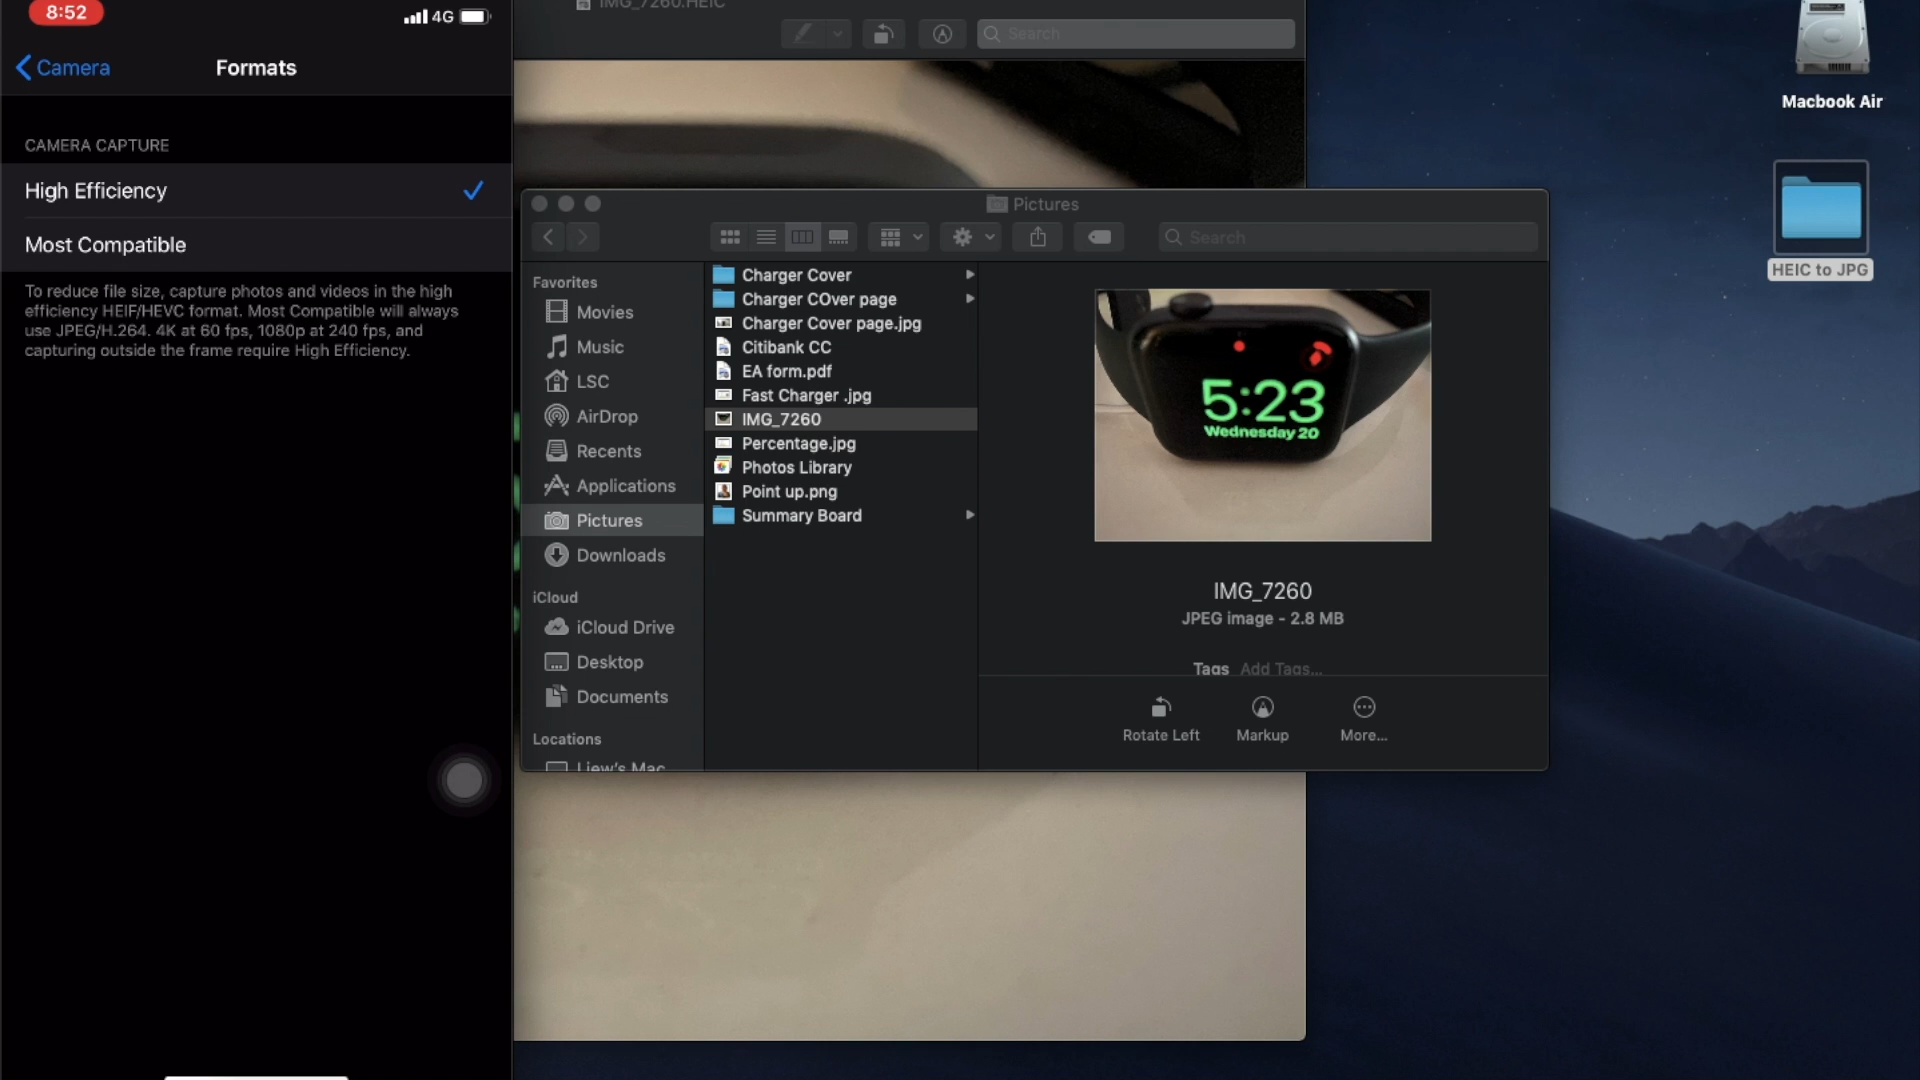 8:52
4G
Camera
Formats
CAMERA CAPTURE
High Efficiency
Most Compatible
To reduce file size, capture photos and videos in the high
efficiency HEIF/HEVC format. Most Compatible will always
use JPEG/H.264. 4K at 60 fps, 1080p at 240 fps, and
capturing outside the frame require High Efficiency.
IMG_7260.HEIC
Search
Pictures
Search
Favorites
Movies
Music
LSC
AirDrop
Recents
Applications
Pictures
Downloads
iCloud
iCloud Drive
Desktop
Documents
Locations
Liew's Mac
Charger Cover
Charger COver page
Charger Cover page.jpg
Citibank CC
EA form.pdf
Fast Charger .jpg
IMG_7260
Percentage.jpg
Photos Library
Point up.png
Summary Board
5:23
Wednesday 20
IMG_7260
JPEG image - 2.8 MB
Tags Add Tags...
Rotate Left
Markup
More...
Macbook Air
HEIC to JPG